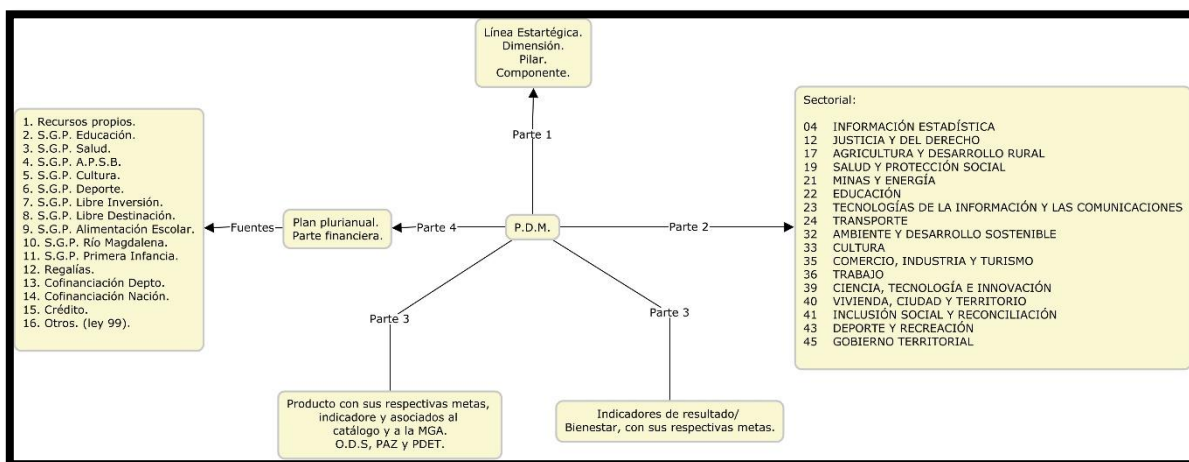 Línea Estartégica.
Dimensión.
Pilar.
Componente.
Parte 1
1. Recursos propios.
2. S.G.P. Educación.
3. S.G.P. Salud.
4. S.G.P. A.P.S.B.
5. S.G.P. Cultura.
6. S.G.P. Deporte.
7. S.G.P. Libre Inversión.
8. S.G.P. Libre Destinación.
9. S.G.P. Alimentación Escolar.
10. S.G.P. Río Magdalena.
11. S.G.P. Primera Infancia.
12. Regalías.
13. Cofinanciación Depto.
14. Cofinanciación Nación.
15. Crédito.
16. Otros. (ley 99).
Fuentes
Plan plurianual.
Parte financiera.
Parte 4
P.D.M.
Parte 2
Sectorial:
04 INFORMACIÓN ESTADÍSTICA
12 JUSTICIA Y DEL DERECHO
17 AGRICULTURA Y DESARROLLO RURAL
19 SALUD Y PROTECCIÓN SOCIAL
21 MINAS Y ENERGÍA
22 EDUCACIÓN
23 TECNOLOGÍAS DE LA INFORMACIÓN Y LAS COMUNICACIONES
24 TRANSPORTE
32 AMBIENTE Y DESARROLLO SOSTENIBLE
33 CULTURA
35 COMERCIO, INDUSTRIA Y TURISMO
36 TRABAJO
39 CIENCIA, TECNOLOGÍA E INNOVACIÓN
40 VIVIENDA, CIUDAD Y TERRITORIO
41 INCLUSIÓN SOCIAL Y RECONCILIACIÓN
43 DEPORTE Y RECREACIÓN
45 GOBIERNO TERRITORIAL
Parte 3
Parte 3
Producto con sus respectivas metas,
indicadore y asociados al
catálogo y a la MGA.
O.D.S, PAZ y PDET.
Indicadores de resultado/
Bienestar, con sus respectivas metas.